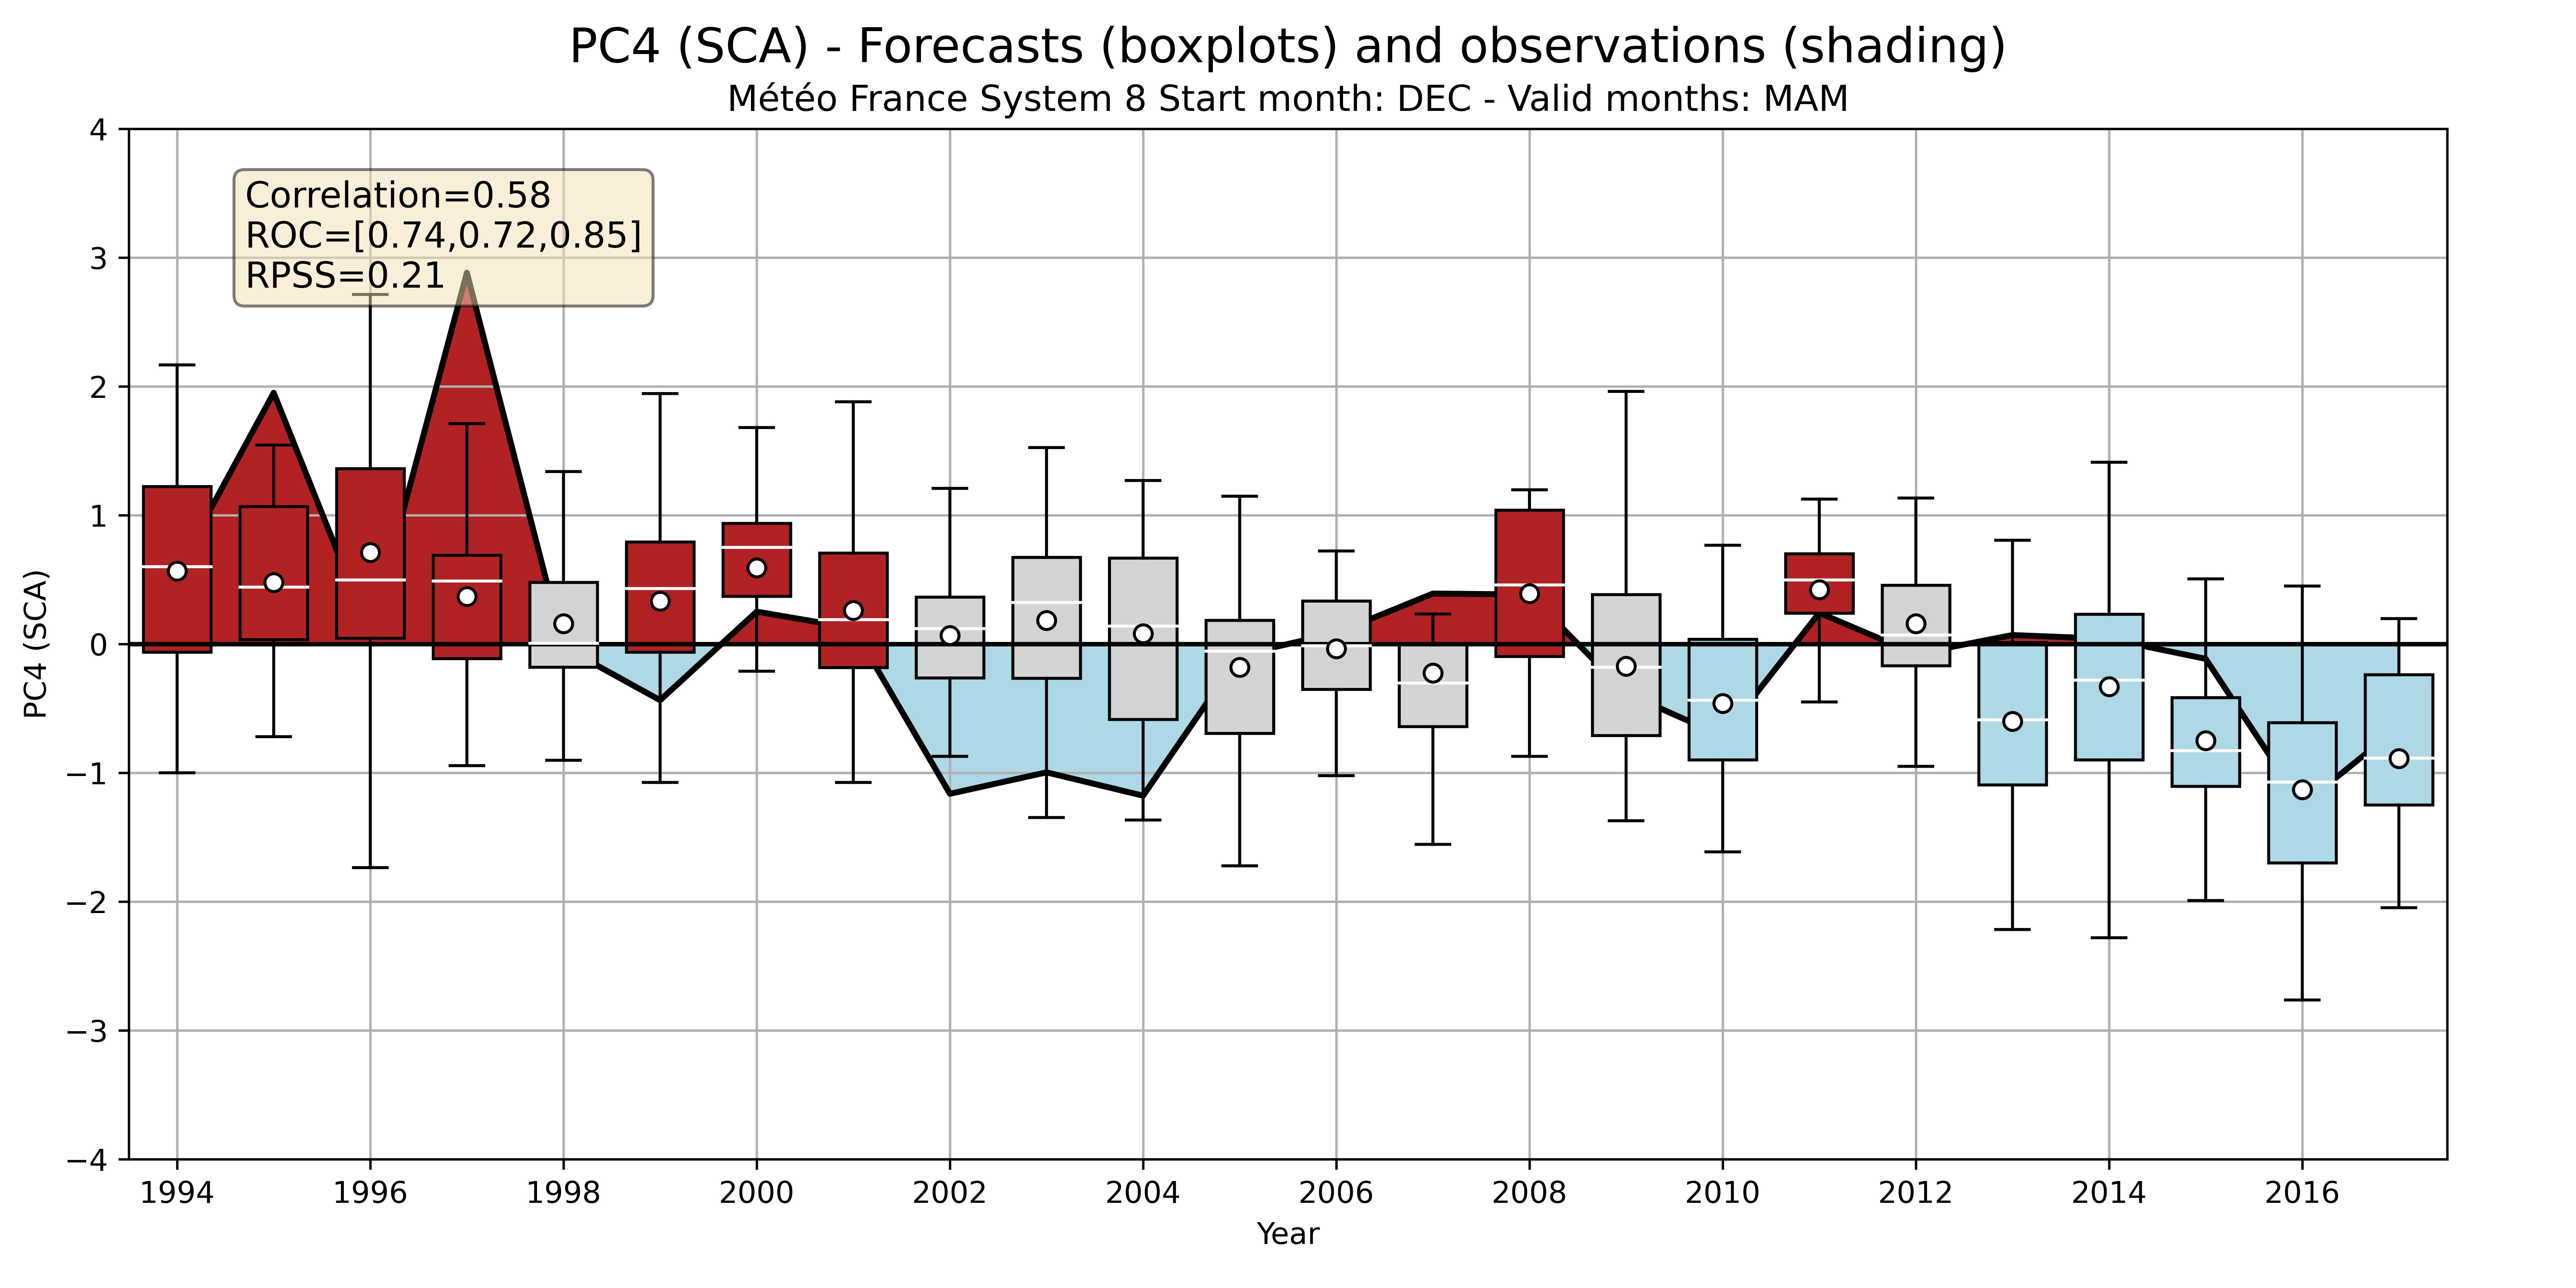 PC4 (SCA) - Forecasts (boxplots) and observations (shading)
Météo France System 8 Start month: DEC - Valid months: MAM
Correlation=0.58
ROC=[0.74,0.72,0.85]
RPSS=0.21
PC4 (SCA)
4
3
2
1
0
−1
−2
−3
−4
1994 1996 1998 2000 2002 2004 2006 2008 2010 2012 2014 2016
Year